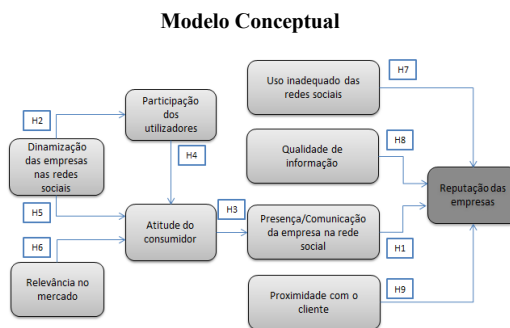 Modelo Conceptual
H7
Uso inadequado das
redes sociais
H2
Participação
dos
utilizadores
H8
Qualidade de
informação
Dinamização
das empresas
nas redes
sociais
H4
Reputação das
empresas
H5
H3
Atitude do
consumidor
Presença/Comunicação
da empresa na rede
social
H6
H1
Relevância no
mercado
H9
Proximidade com o
cliente